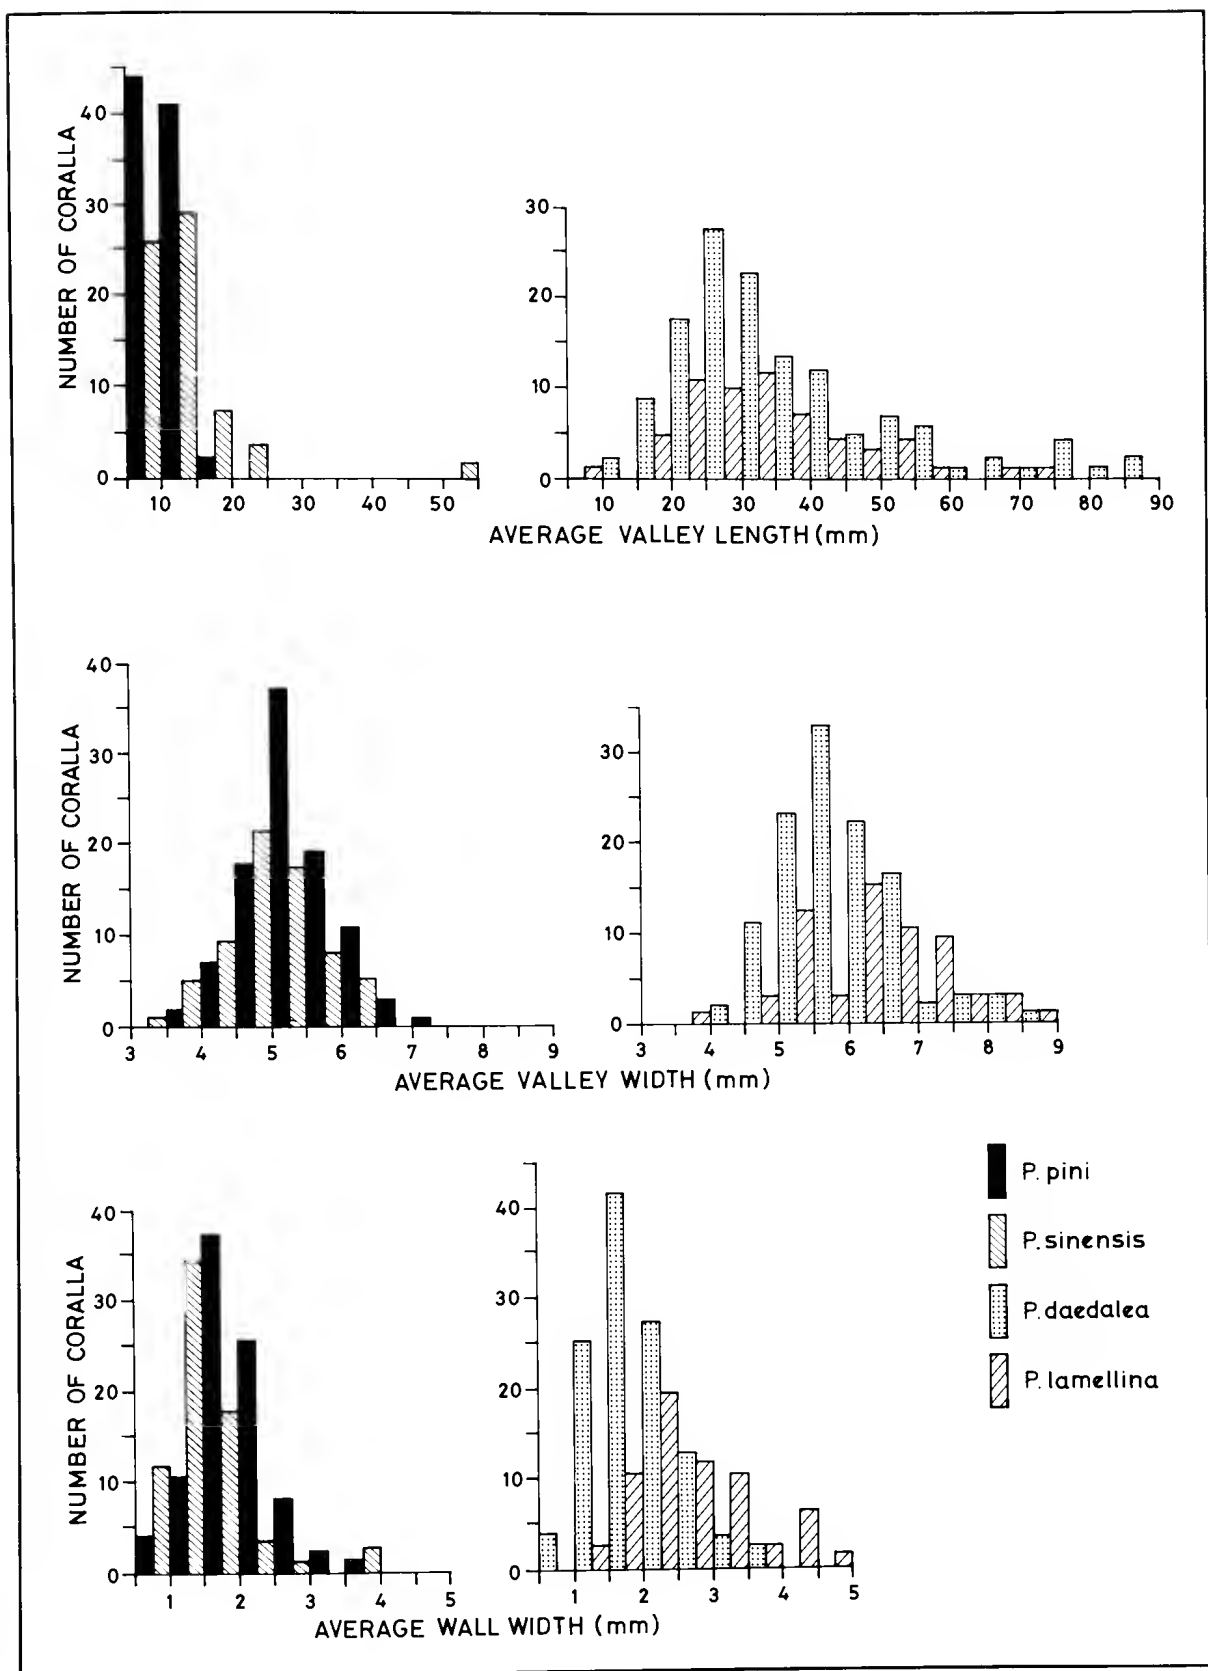 NUMBER OF CORALLA
40
30
20
10
0
10 20 30 40 50
30
20
10
0
10 20 30 40 50 60 70 80 90
AVERAGE VALLEY LENGTH (mm)
NUMBER OF CORALLA
40
30
20
10
0
3 4 5 6 7 8 9
30
20
10
0
3 4 5 6 7 8 9
AVERAGE VALLEY WIDTH (mm)
NUMBER OF CORALLA
40
30
20
10
0
1 2 3 4 5
40
30
20
10
0
1 2 3 4 5
AVERAGE WALL WIDTH (mm)
P. pini
P. sinensis
P. daedalea
P. lamellina